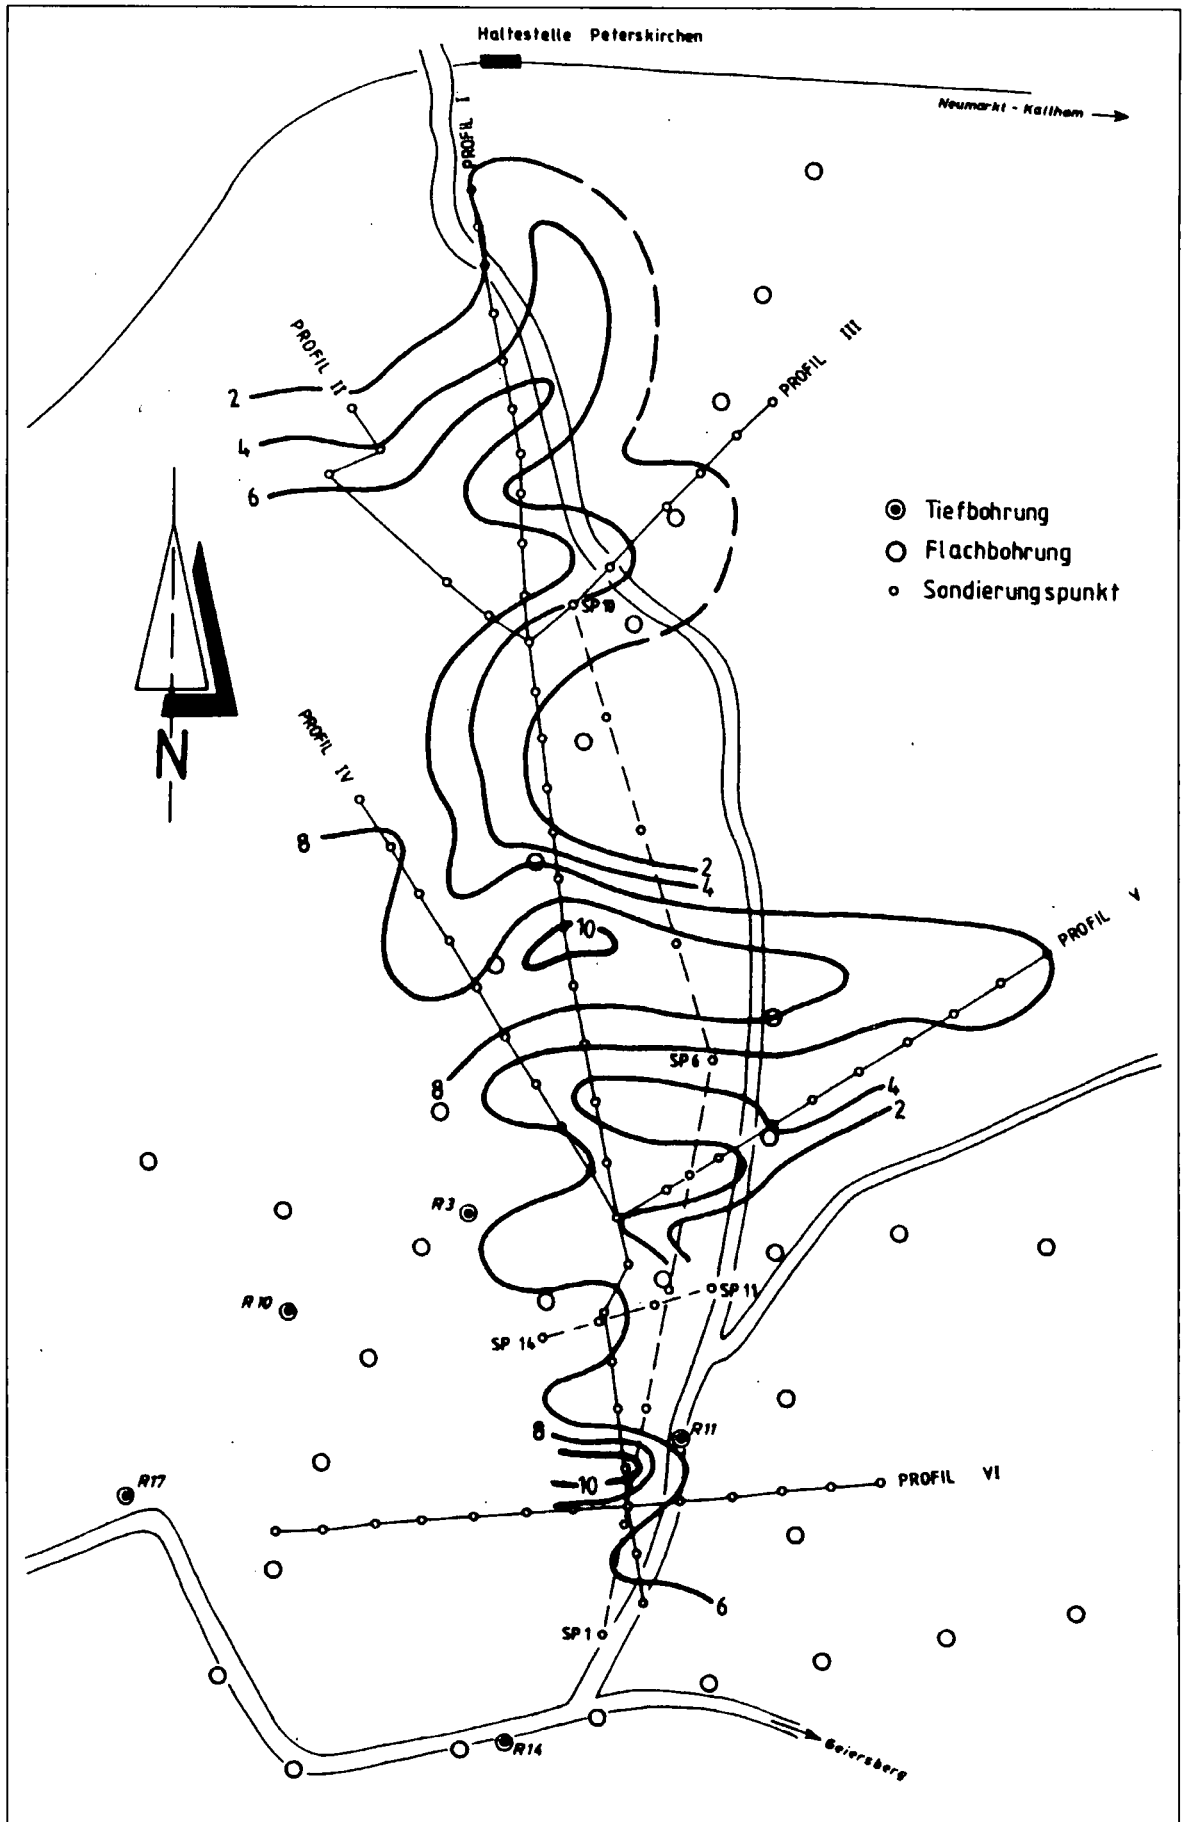 Haltestelle Peterskirchen
Neumarkt - Kallham
PROFIL I
PROFIL II
PROFIL III
2
4
6
Tiefbohrung
Flachbohrung
Sondierungspunkt
SP 10
N
PROFIL IV
8
2
4
10
PROFIL V
SP 6
8
4
2
R3
R10
SP 11
SP 14
8
R11
10
R17
PROFIL VI
6
SP 1
R14
Geiersberg